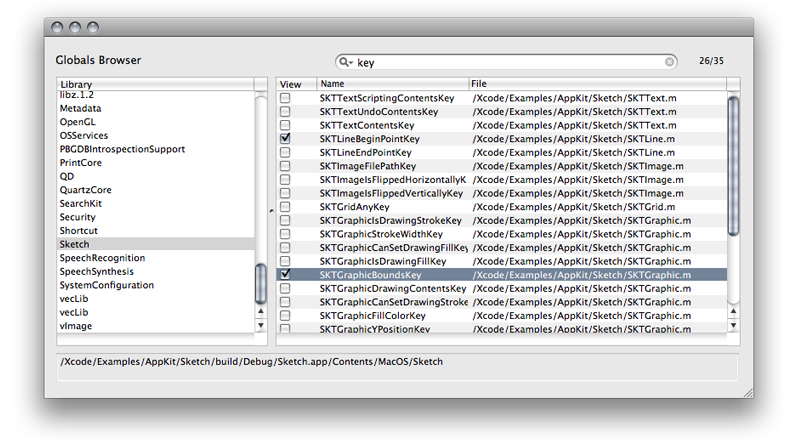 Globals Browser
key
26/35
Library
libz.1.2
Metadata
OpenGL
OSServices
PBGDBIntrospectionSupport
PrintCore
QD
QuartzCore
SearchKit
Security
Shortcut
Sketch
SpeechRecognition
SpeechSynthesis
SystemConfiguration
vecLib
vecLib
vImage
View Name File
SKTTextScriptingContentsKey /Xcode/Examples/AppKit/Sketch/SKTText.m
SKTTextUndoContentsKey /Xcode/Examples/AppKit/Sketch/SKTText.m
SKTTextContentsKey /Xcode/Examples/AppKit/Sketch/SKTText.m
SKTLineBeginPointKey /Xcode/Examples/AppKit/Sketch/SKTLine.m
SKTLineEndPointKey /Xcode/Examples/AppKit/Sketch/SKTLine.m
SKTImageFilePathKey /Xcode/Examples/AppKit/Sketch/SKTImage.m
SKTImageIsFlippedHorizontallyK /Xcode/Examples/AppKit/Sketch/SKTImage.m
SKTImageIsFlippedVerticallyKey /Xcode/Examples/AppKit/Sketch/SKTImage.m
SKTGridAnyKey /Xcode/Examples/AppKit/Sketch/SKTGrid.m
SKTGraphicIsDrawingStrokeKey /Xcode/Examples/AppKit/Sketch/SKTGraphic.m
SKTGraphicStrokeWidthKey /Xcode/Examples/AppKit/Sketch/SKTGraphic.m
SKTGraphicCanSetDrawingFillKey /Xcode/Examples/AppKit/Sketch/SKTGraphic.m
SKTGraphicIsDrawingFillKey /Xcode/Examples/AppKit/Sketch/SKTGraphic.m
SKTGraphicBoundsKey /Xcode/Examples/AppKit/Sketch/SKTGraphic.m
SKTGraphicDrawingContentsKey /Xcode/Examples/AppKit/Sketch/SKTGraphic.m
SKTGraphicCanSetDrawingStroke /Xcode/Examples/AppKit/Sketch/SKTGraphic.m
SKTGraphicFillColorKey /Xcode/Examples/AppKit/Sketch/SKTGraphic.m
SKTGraphicYPositionKey /Xcode/Examples/AppKit/Sketch/SKTGraphic.m
/Xcode/Examples/AppKit/Sketch/build/Debug/Sketch.app/Contents/MacOS/Sketch